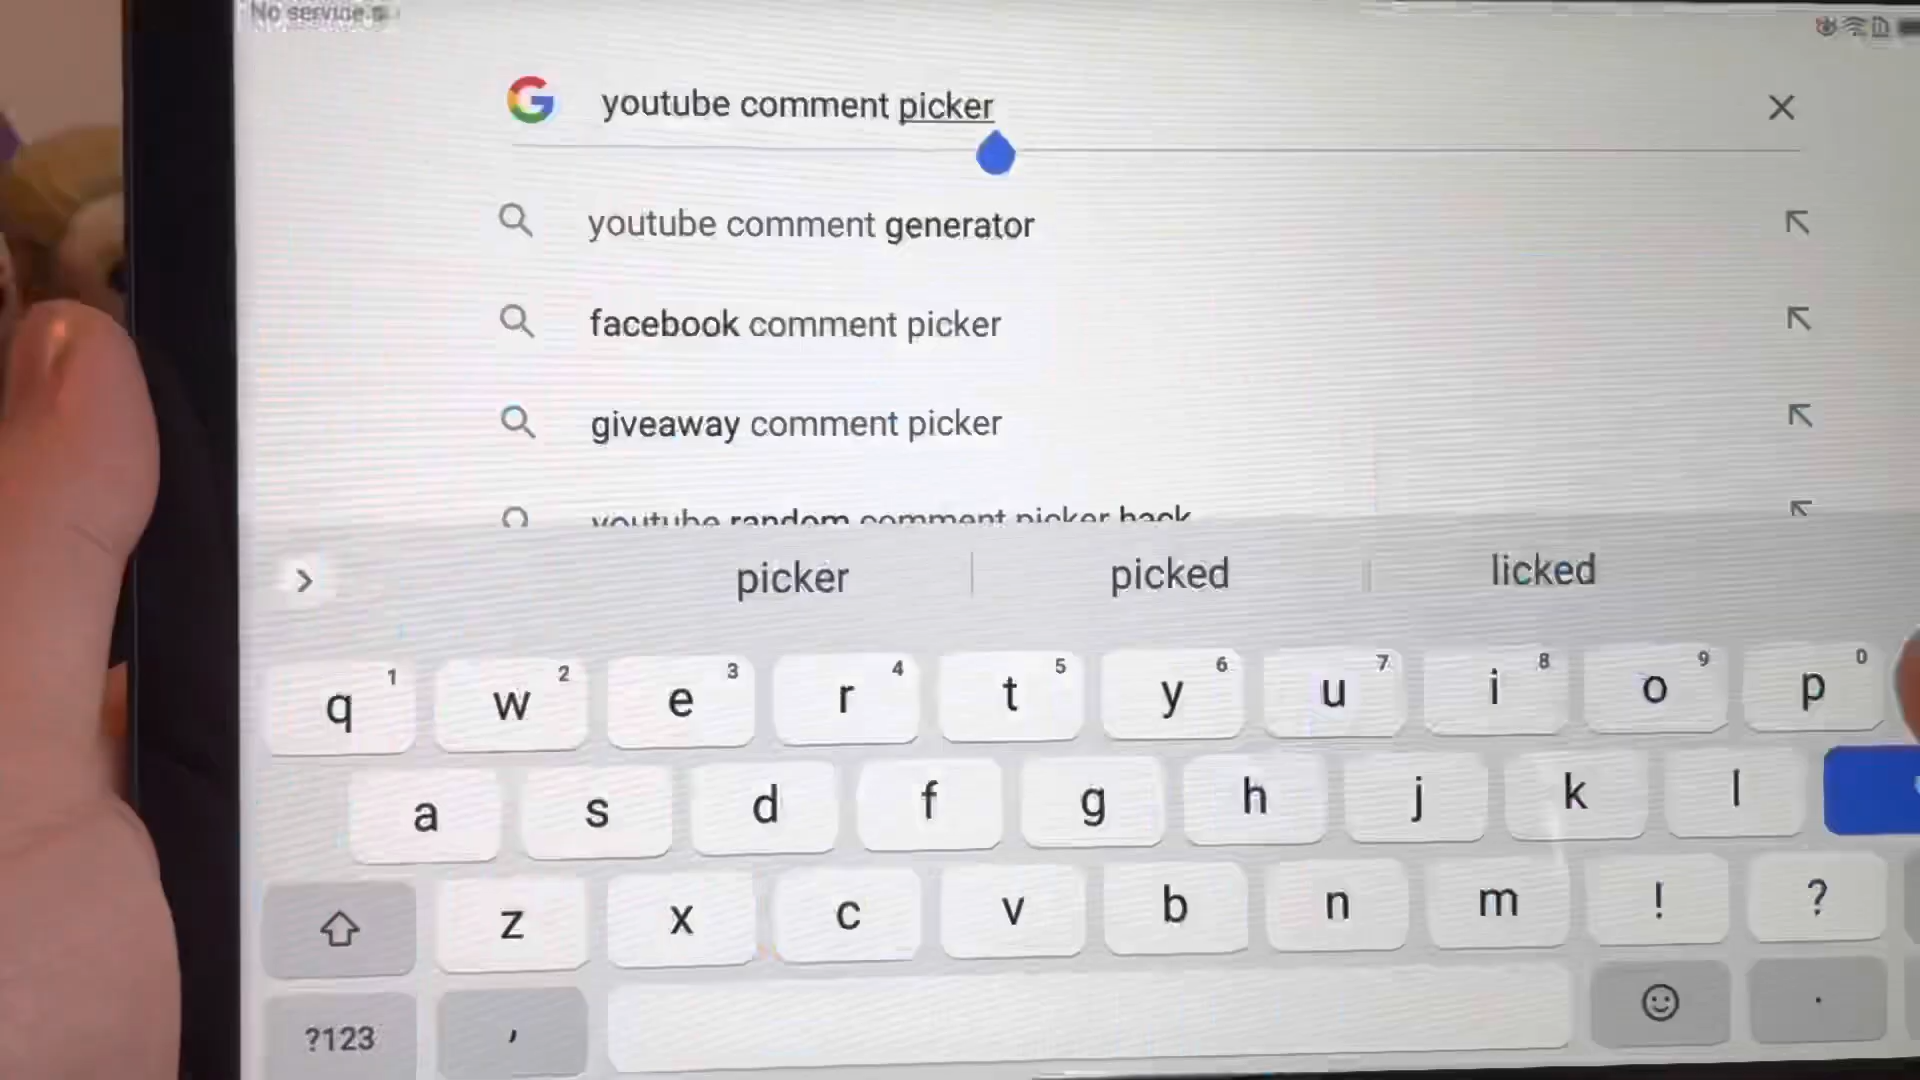 No service
youtube comment picker
youtube comment generator
facebook comment picker
giveaway comment picker
youtube random comment picker hack
picker picked licked
1 2 3 4 5 6 7 8 9 0
q w e r t y u i o p
a s d f g h j k l
z x c v b n m ! ?
?123 , .